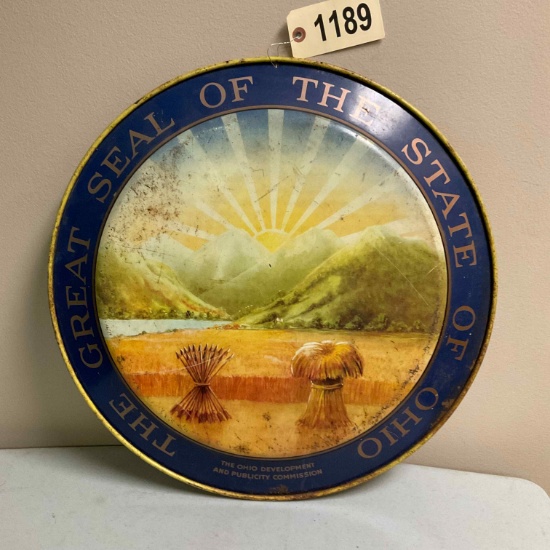 1189
THE GREAT SEAL OF THE STATE OF OHIO
THE OHIO DEVELOPMENT
AND PUBLICITY COMMISSION